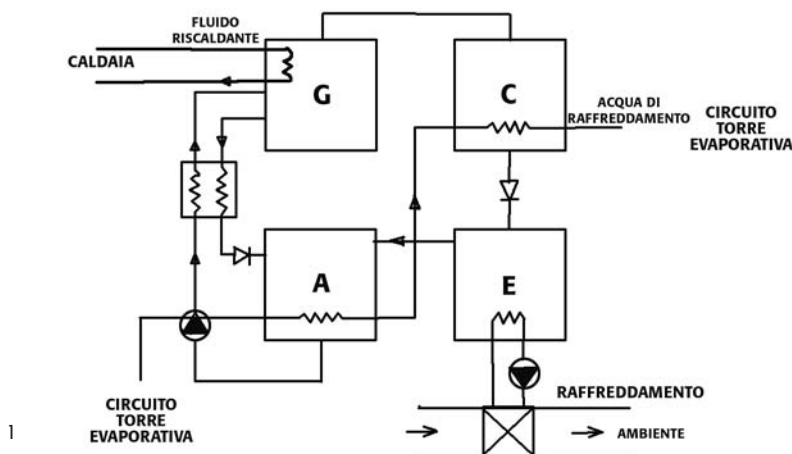 FLUIDO
RISCALDANTE
CALDAIA
G
C
ACQUA DI
RAFFREDDAMENTO
CIRCUITO
TORRE
EVAPORATIVA
A
E
CIRCUITO
TORRE
EVAPORATIVA
RAFFREDDAMENTO
AMBIENTE
1